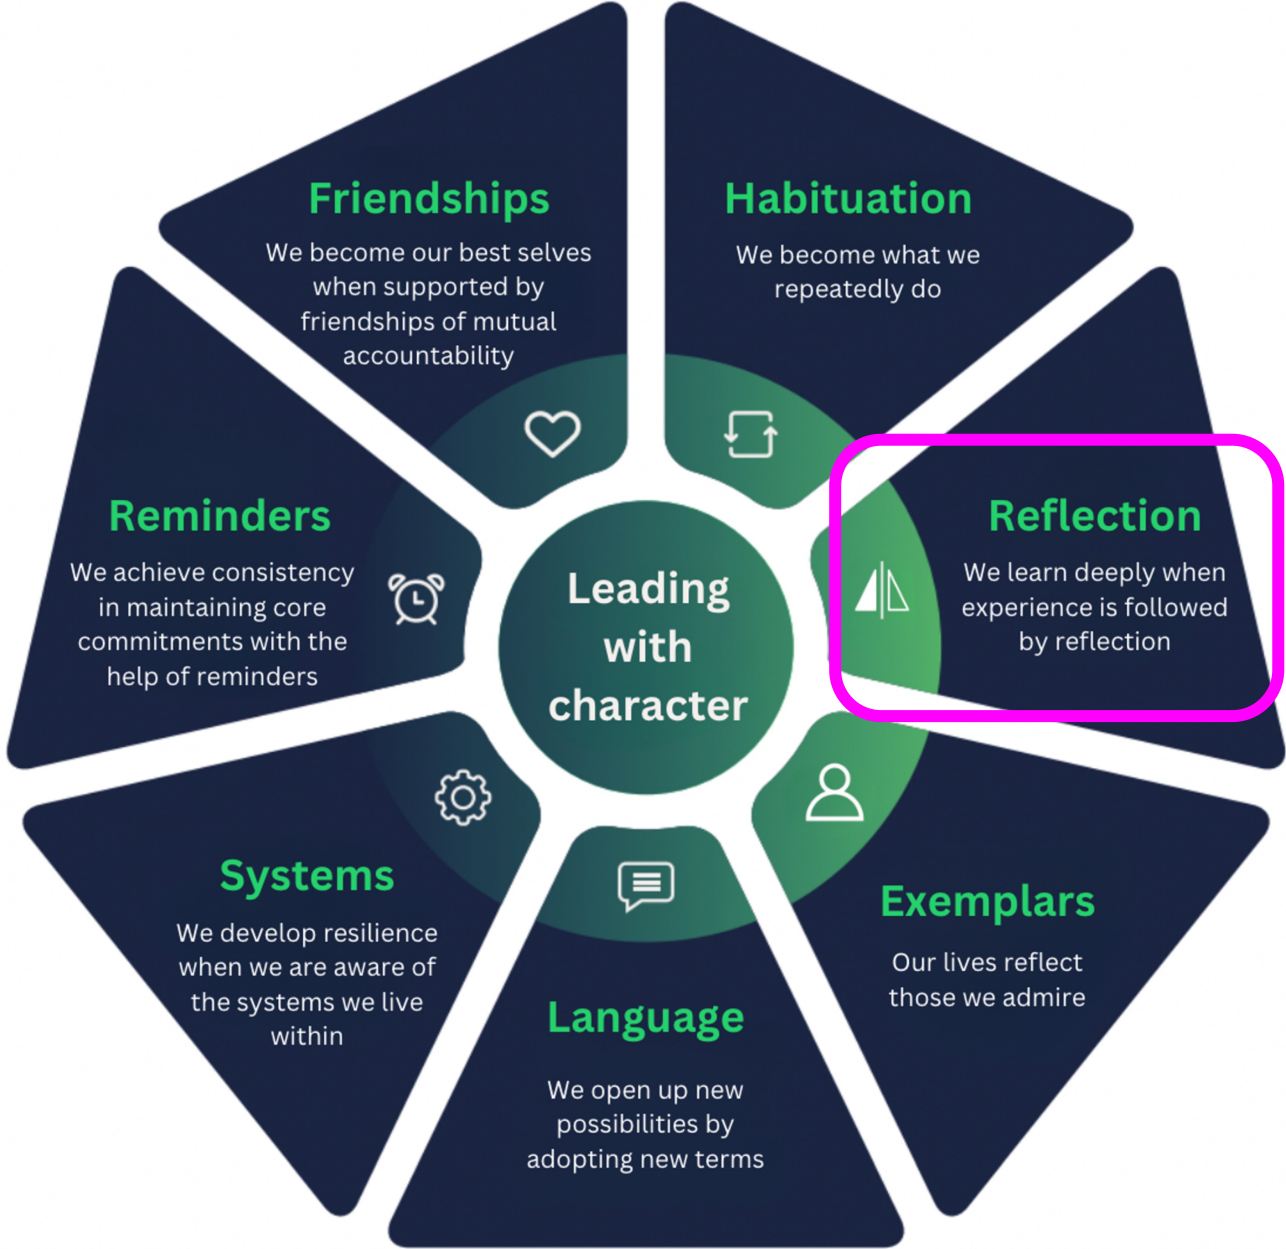 Friendships
We become our best selves
when supported by
friendships of mutual
accountability
Habituation
We become what we
repeatedly do
Reminders
We achieve consistency
in maintaining core
commitments with the
help of reminders
Leading
with
character
Reflection
We learn deeply when
experience is followed
by reflection
Systems
We develop resilience
when we are aware of
the systems we live
within
Language
We open up new
possibilities by
adopting new terms
Exemplars
Our lives reflect
those we admire